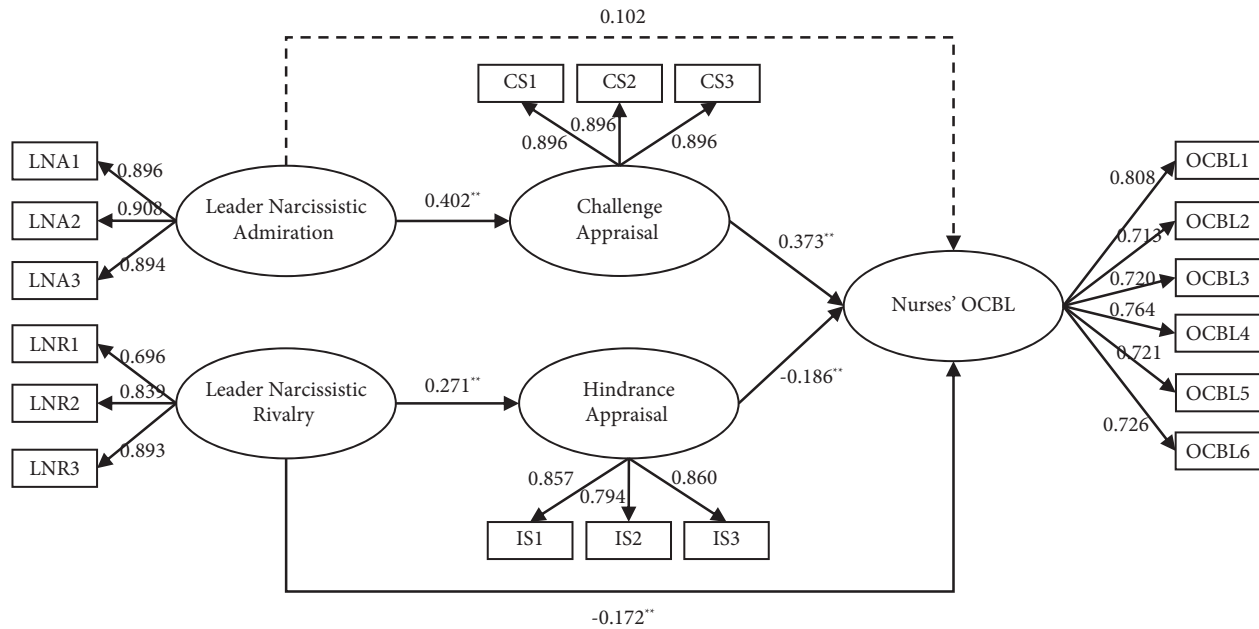 0.102
CS1
CS2
CS3
0.896
0.896
0.896
LNA1
LNA2
LNA3
0.896
0.908
0.894
Leader Narcissistic
Admiration
0.402**
Challenge
Appraisal
0.373**
LNR1
LNR2
LNR3
0.696
0.839
0.893
Leader Narcissistic
Rivalry
0.271**
Hindrance
Appraisal
-0.186**
0.857
0.794
0.860
IS1
IS2
IS3
Nurses’ OCBL
0.808
0.713
0.720
0.764
0.721
0.726
OCBL1
OCBL2
OCBL3
OCBL4
OCBL5
OCBL6
-0.172**